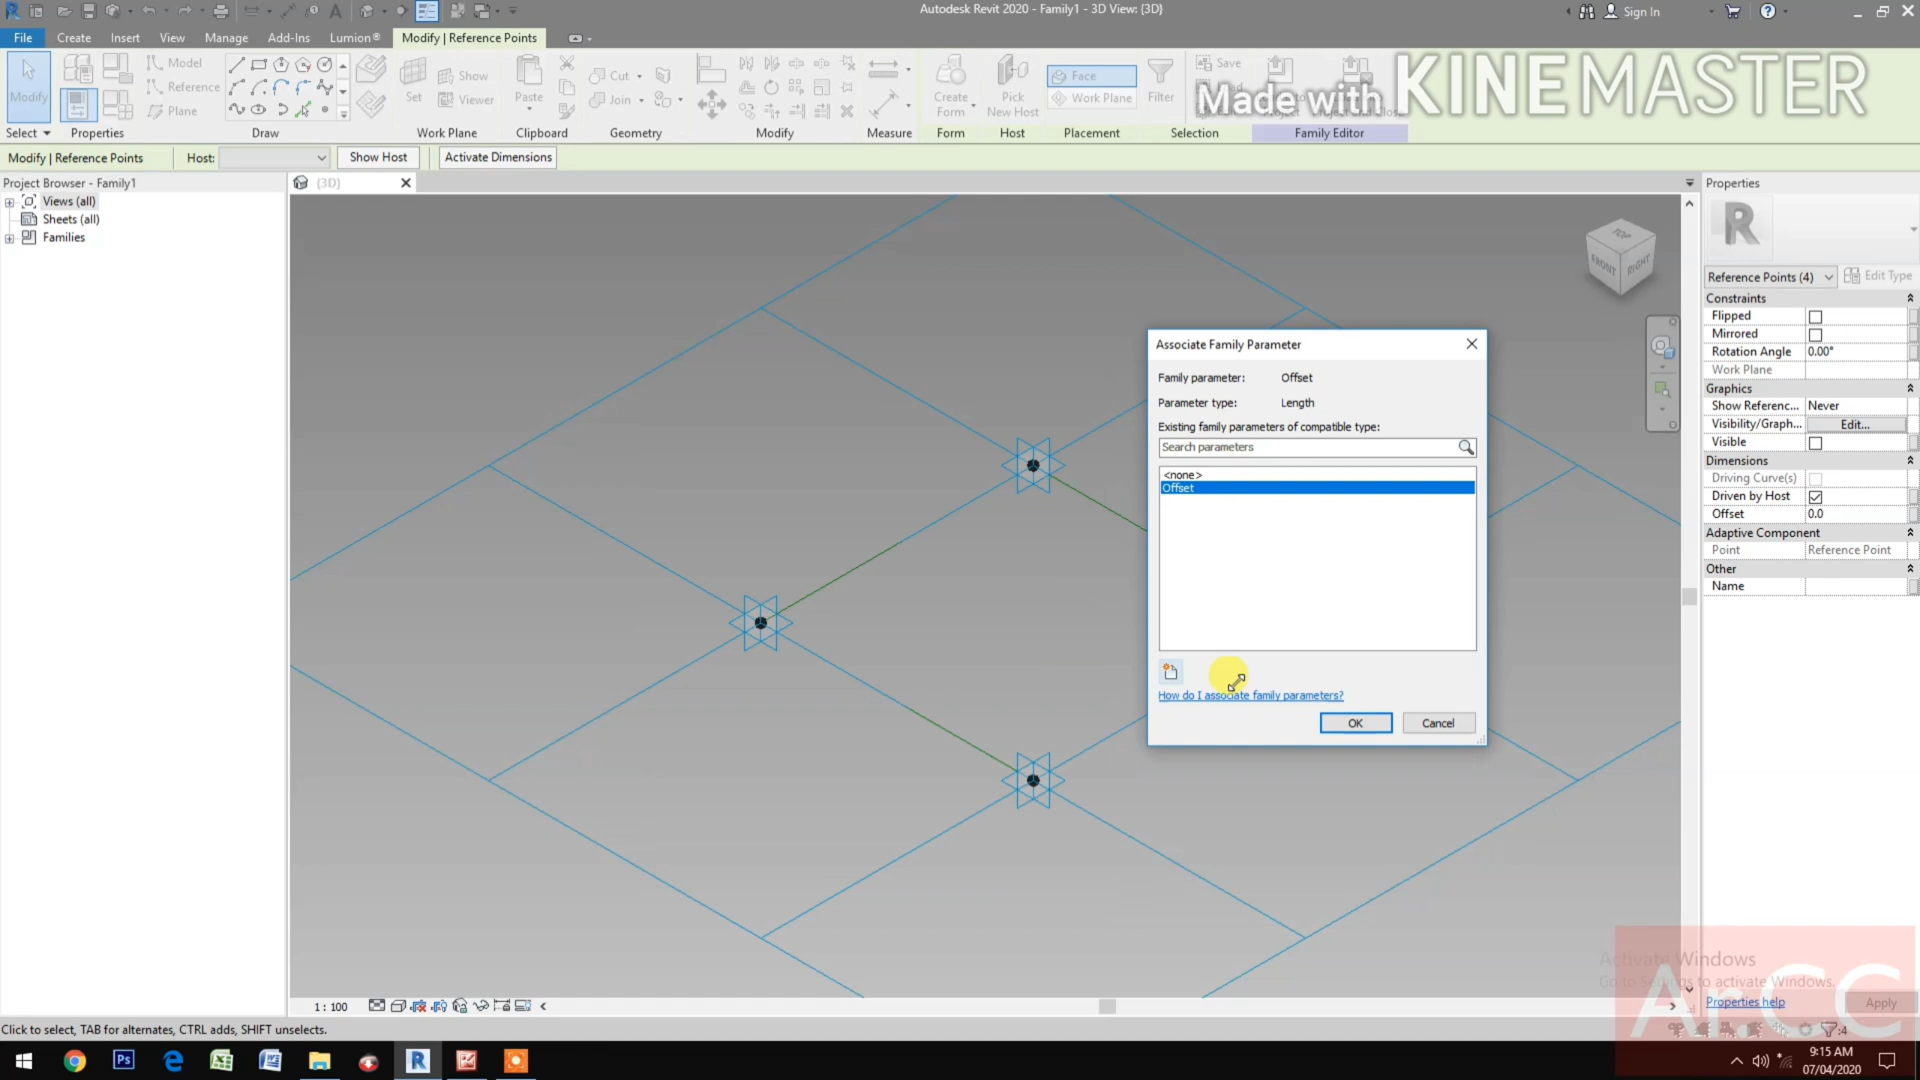 Autodesk Revit 2020 - Family1 - 3D View: {3D}
Sign In
File Create Insert View Manage Add-Ins Lumion® Modify | Reference Points
Modify
Model
Reference
Plane
Set
Show
Viewer
Paste
Cut
Join
Create
Form
Pick
New Host
Face
Work Plane
Filter
Save
Made with KINEMASTER
Select Properties Draw Work Plane Clipboard Geometry Modify Measure Form Host Placement Selection Family Editor
Modify | Reference Points Host: Show Host Activate Dimensions
Project Browser - Family1
Views (all)
Sheets (all)
Families
{3D}
TOP
FRONT
RIGHT
Associate Family Parameter
Family parameter: Offset
Parameter type: Length
Existing family parameters of compatible type:
Search parameters
<none>
Offset
How do I associate family parameters?
OK Cancel
Properties
R
Reference Points (4) Edit Type
Constraints
Flipped
Mirrored
Rotation Angle 0.00°
Work Plane
Graphics
Show Referenc... Never
Visibility/Graph... Edit...
Visible
Dimensions
Driving Curve(s)
Driven by Host
Offset 0.0
Adaptive Component
Point Reference Point
Other
Name
Activate Windows
Go to Settings to activate Windows.
ArCC
Properties help Apply
1 : 100
Click to select, TAB for alternates, CTRL adds, SHIFT unselects.
:4
9:15 AM
07/04/2020